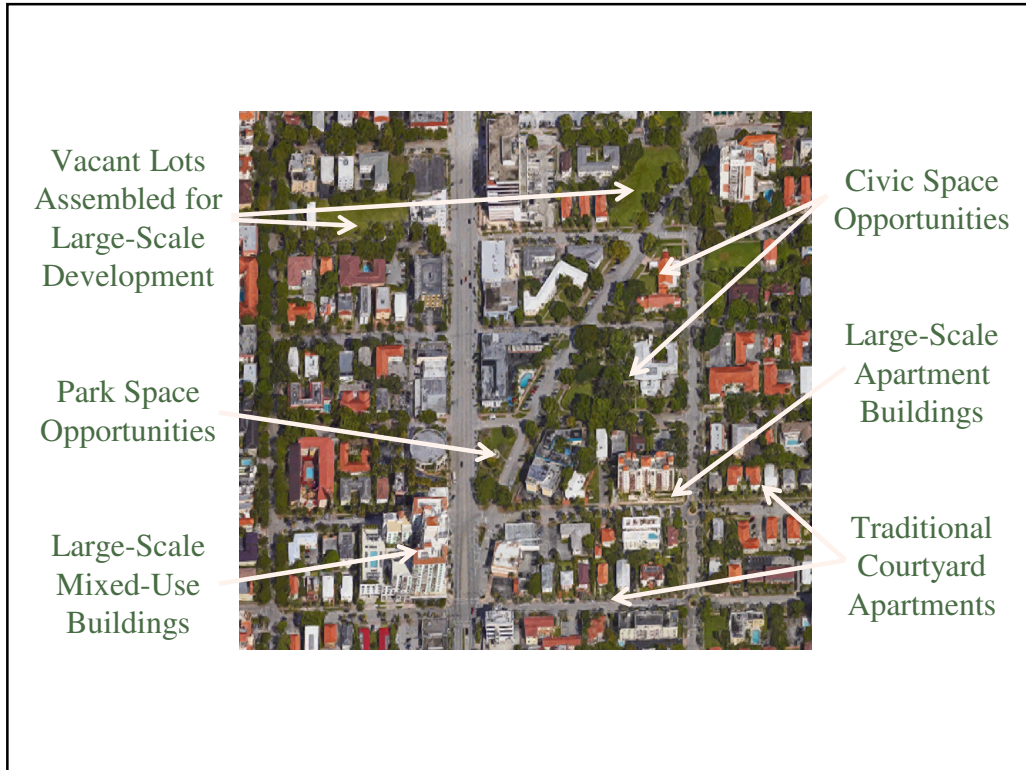 Vacant Lots
Assembled for
Large-Scale
Development
Park Space
Opportunities
Large-Scale
Mixed-Use
Buildings
Civic Space
Opportunities
Large-Scale
Apartment
Buildings
Traditional
Courtyard
Apartments